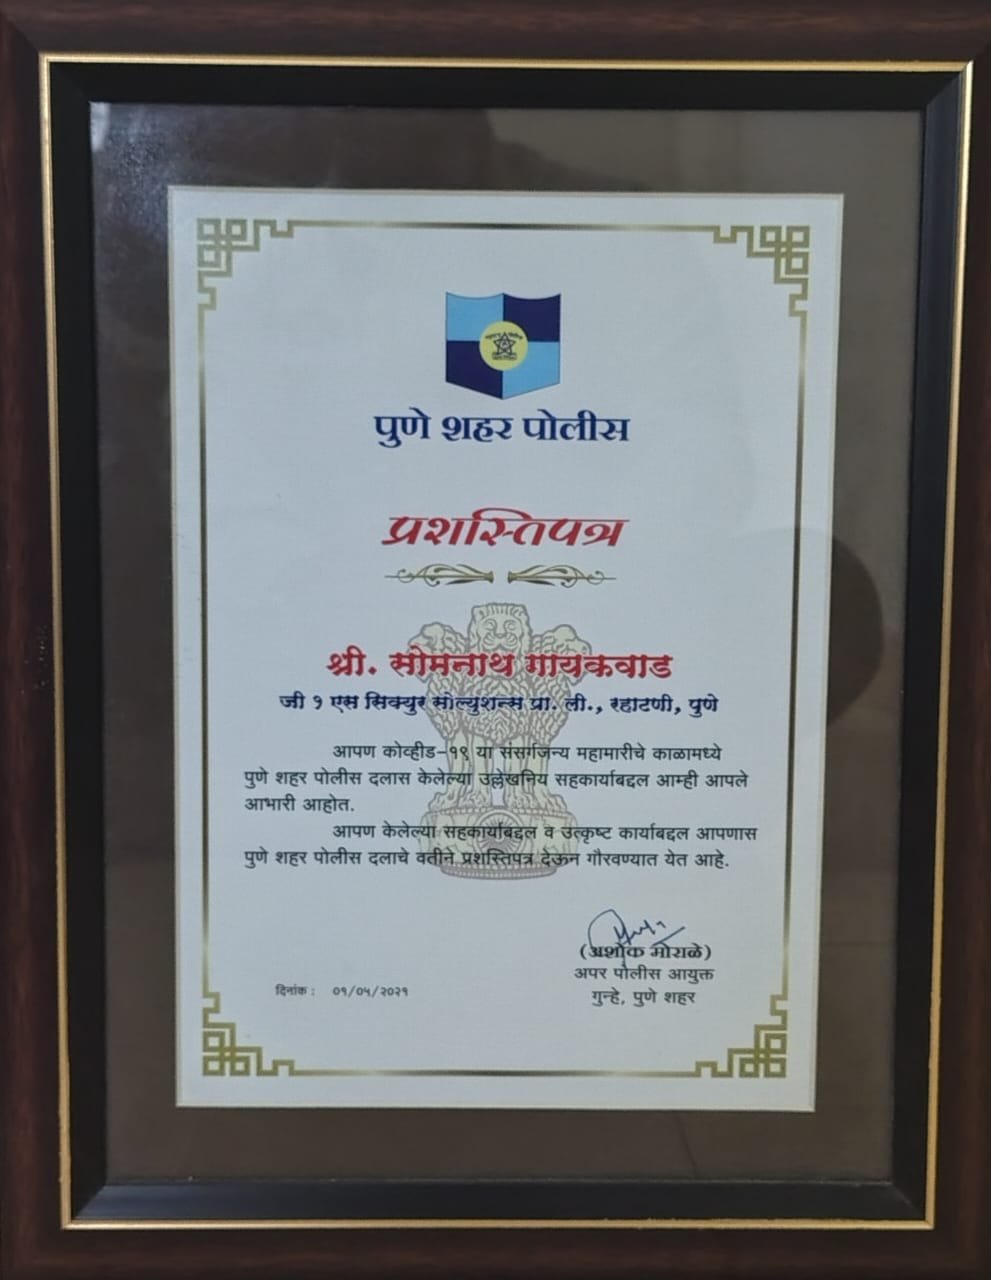 पुणे शहर पोलीस
प्रशस्तिपत्र
श्री. सोमनाथ गायकवाड
जी १ एस सिक्युर सोल्युशन्स प्रा. ली., रहाटणी, पुणे
आपण कोव्हीड-१९ या संसर्गजन्य महामारीचे काळामध्ये
पुणे शहर पोलीस दलास केलेल्या उल्लेखनिय सहकार्याबद्दल आम्ही आपले
आभारी आहोत.
आपण केलेल्या सहकार्याबद्दल व उत्कृष्ट कार्याबद्दल आपणास
पुणे शहर पोलीस दलाचे वतीने प्रशस्तिपत्र देऊन गौरवण्यात येत आहे.
(अशोक मोराळे)
अपर पोलीस आयुक्त
गुन्हे, पुणे शहर
दिनांक : ०१/०५/२०२१